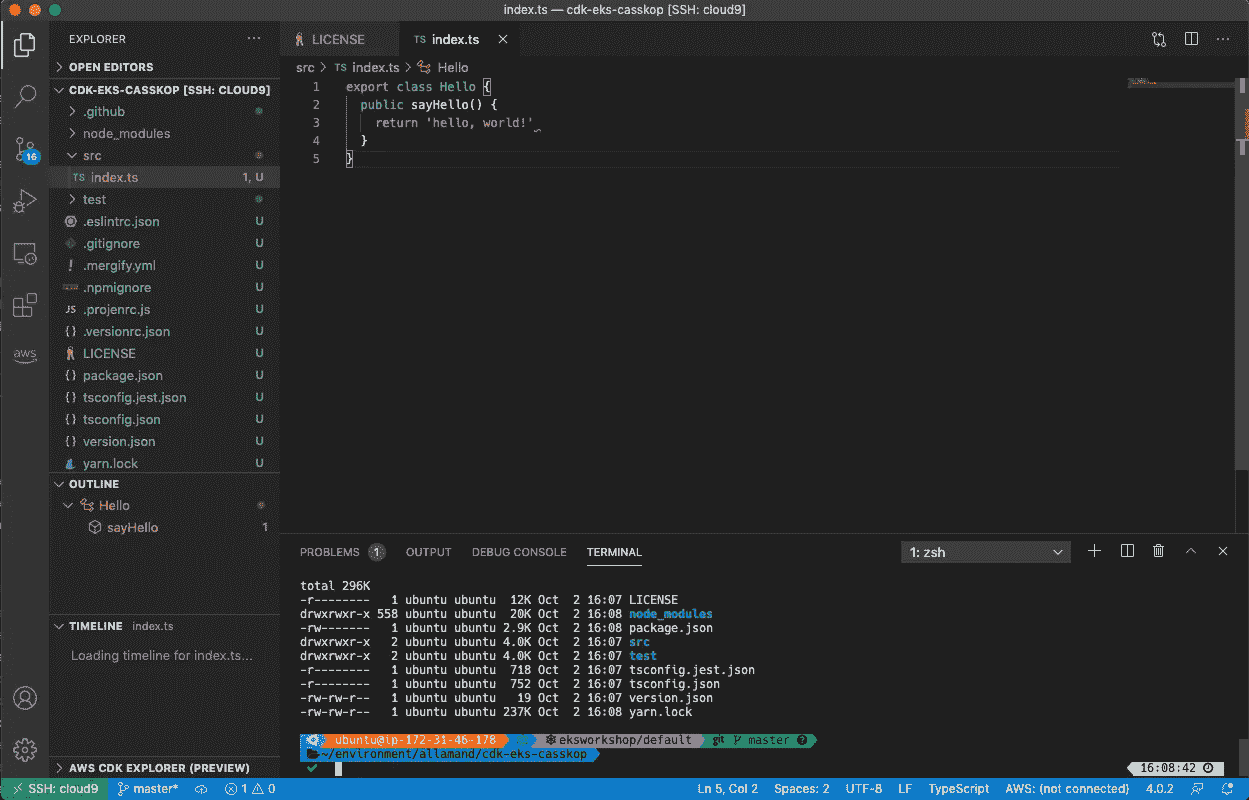 index.ts — cdk-eks-casskop [SSH: cloud9]
EXPLORER
OPEN EDITORS
CDK-EKS-CASSKOP [SSH: CLOUD9]
.github
node_modules
src
TS index.ts 1, U
test
.eslintrc.json U
.gitignore U
! .mergify.yml U
.npmignore U
JS .projenrc.js U
{} .versionrc.json U
LICENSE U
{} package.json U
{} tsconfig.jest.json U
{} tsconfig.json U
{} version.json U
yarn.lock U
OUTLINE
Hello
sayHello 1
TIMELINE index.ts
Loading timeline for index.ts...
AWS CDK EXPLORER (PREVIEW)
16
aws
LICENSE
TS index.ts
src > TS index.ts > Hello
1 export class Hello {
2 public sayHello() {
3 return 'hello, world!'
4 }
5 }
PROBLEMS 1 OUTPUT DEBUG CONSOLE TERMINAL
1: zsh
total 296K
-r-------- 1 ubuntu ubuntu 12K Oct 2 16:07 LICENSE
drwxrwxr-x 558 ubuntu ubuntu 20K Oct 2 16:08 node_modules
-rw------- 1 ubuntu ubuntu 2.9K Oct 2 16:08 package.json
drwxrwxr-x 2 ubuntu ubuntu 4.0K Oct 2 16:07 src
drwxrwxr-x 2 ubuntu ubuntu 4.0K Oct 2 16:07 test
-r-------- 1 ubuntu ubuntu 718 Oct 2 16:07 tsconfig.jest.json
-r-------- 1 ubuntu ubuntu 752 Oct 2 16:07 tsconfig.json
-rw-rw-r-- 1 ubuntu ubuntu 19 Oct 2 16:07 version.json
-rw-rw-r-- 1 ubuntu ubuntu 237K Oct 2 16:08 yarn.lock
ubuntu@ip-172-31-46-178 eksworkshop/default git master ?
~/environment/allamand/cdk-eks-casskop
16:08:42
SSH: cloud9 master* 1 0 Ln 5, Col 2 Spaces: 2 UTF-8 LF TypeScript AWS: (not connected) 4.0.2